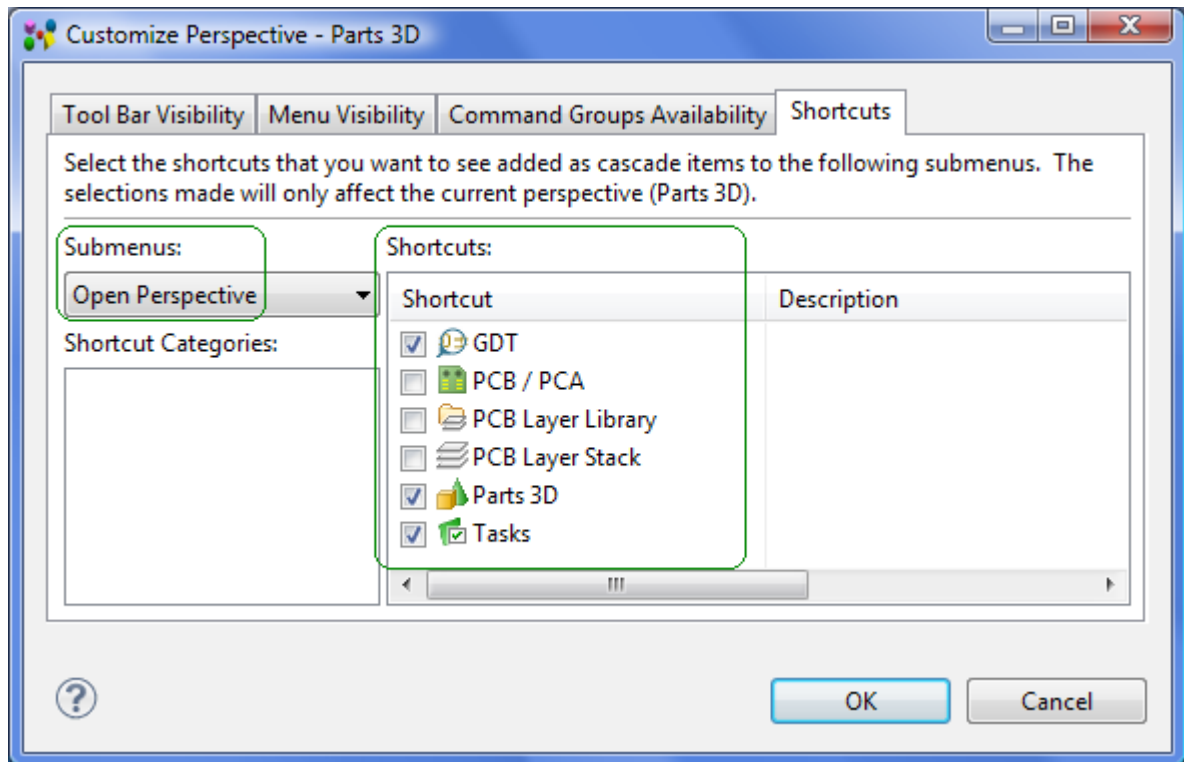 Customize Perspective - Parts 3D
Tool Bar Visibility Menu Visibility Command Groups Availability Shortcuts
Select the shortcuts that you want to see added as cascade items to the following submenus.  The
selections made will only affect the current perspective (Parts 3D).
Submenus:
Open Perspective
Shortcut Categories:
Shortcuts:
Shortcut Description
GDT
PCB / PCA
PCB Layer Library
PCB Layer Stack
Parts 3D
Tasks
OK Cancel